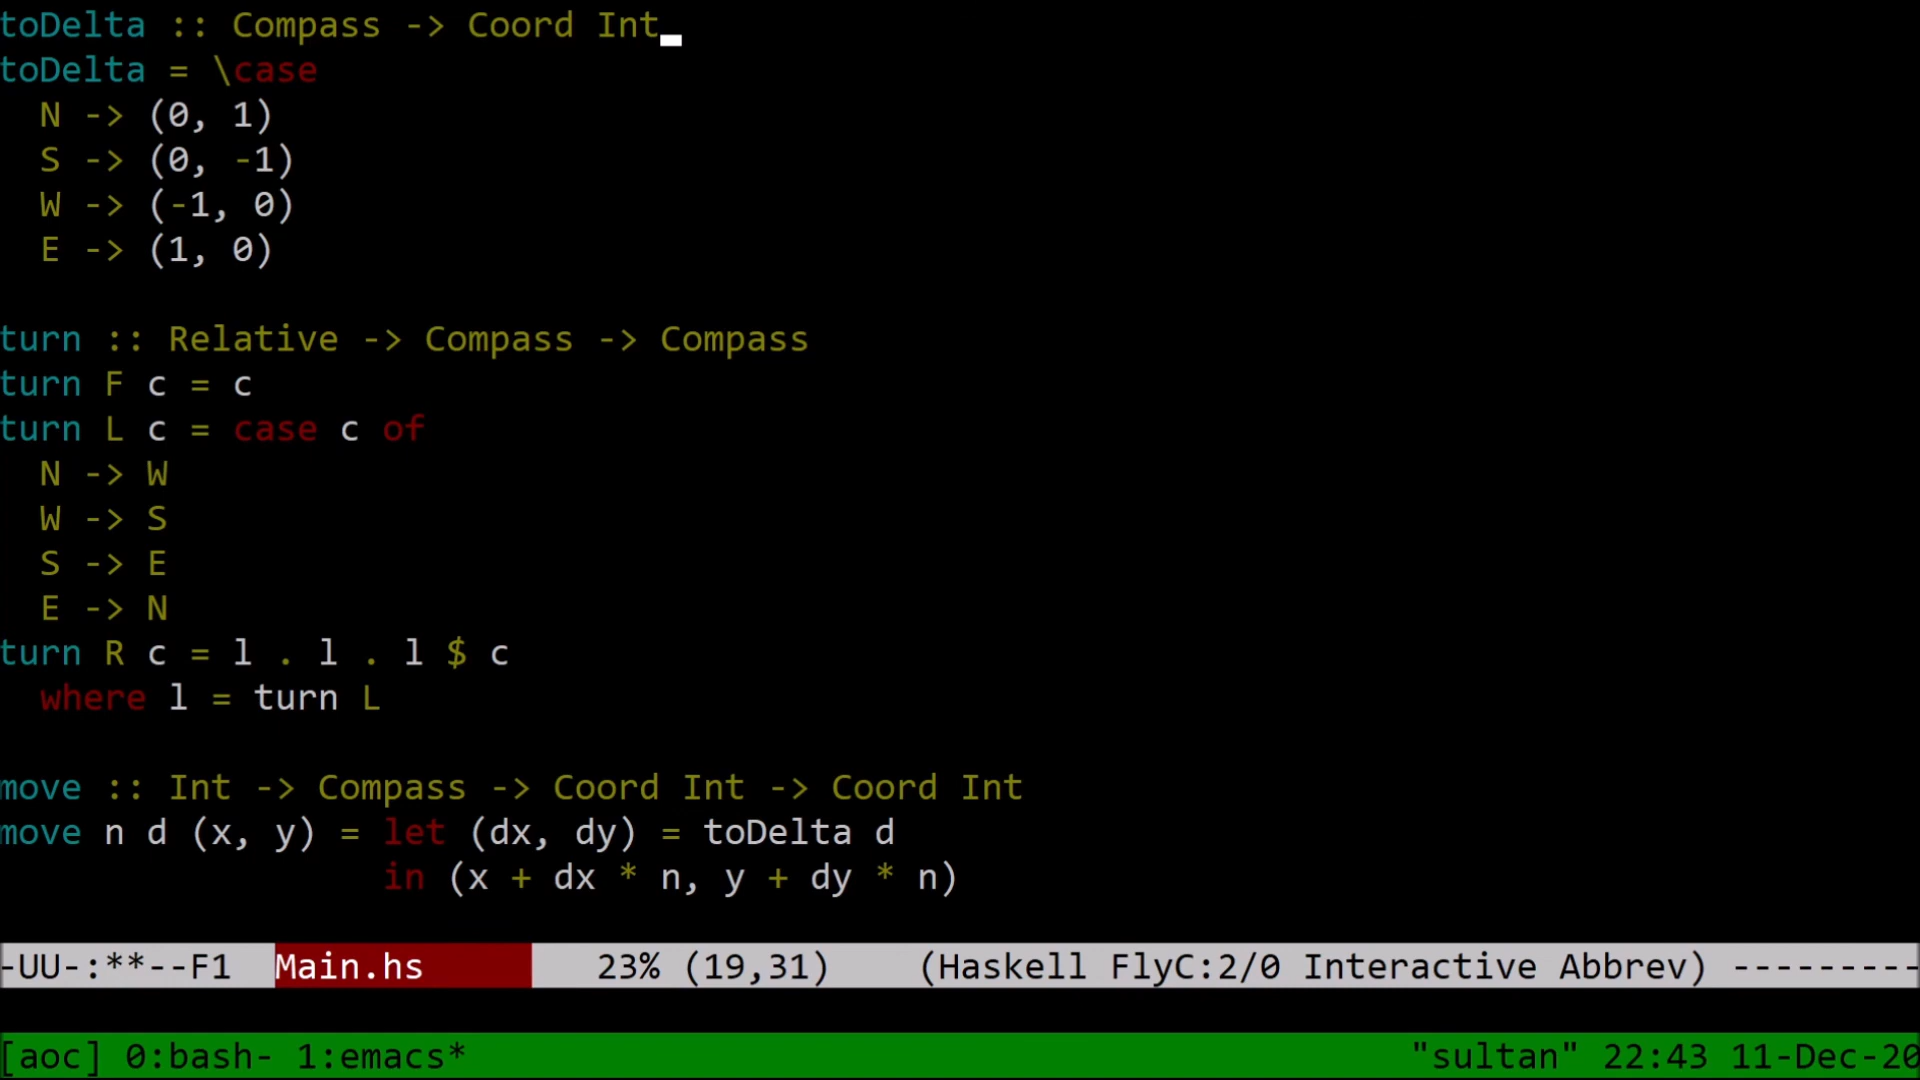 toDelta :: Compass -> Coord Int
toDelta = \case
  N -> (0, 1)
  S -> (0, -1)
  W -> (-1, 0)
  E -> (1, 0)

turn :: Relative -> Compass -> Compass
turn F c = c
turn L c = case c of
  N -> W
  W -> S
  S -> E
  E -> N
turn R c = l . l . l $ c
  where l = turn L

move :: Int -> Compass -> Coord Int -> Coord Int
move n d (x, y) = let (dx, dy) = toDelta d
                  in (x + dx * n, y + dy * n)

-UU-:**--F1  Main.hs        23% (19,31)    (Haskell FlyC:2/0 Interactive Abbrev) ---------
[aoc] 0:bash- 1:emacs* "sultan" 22:43 11-Dec-20